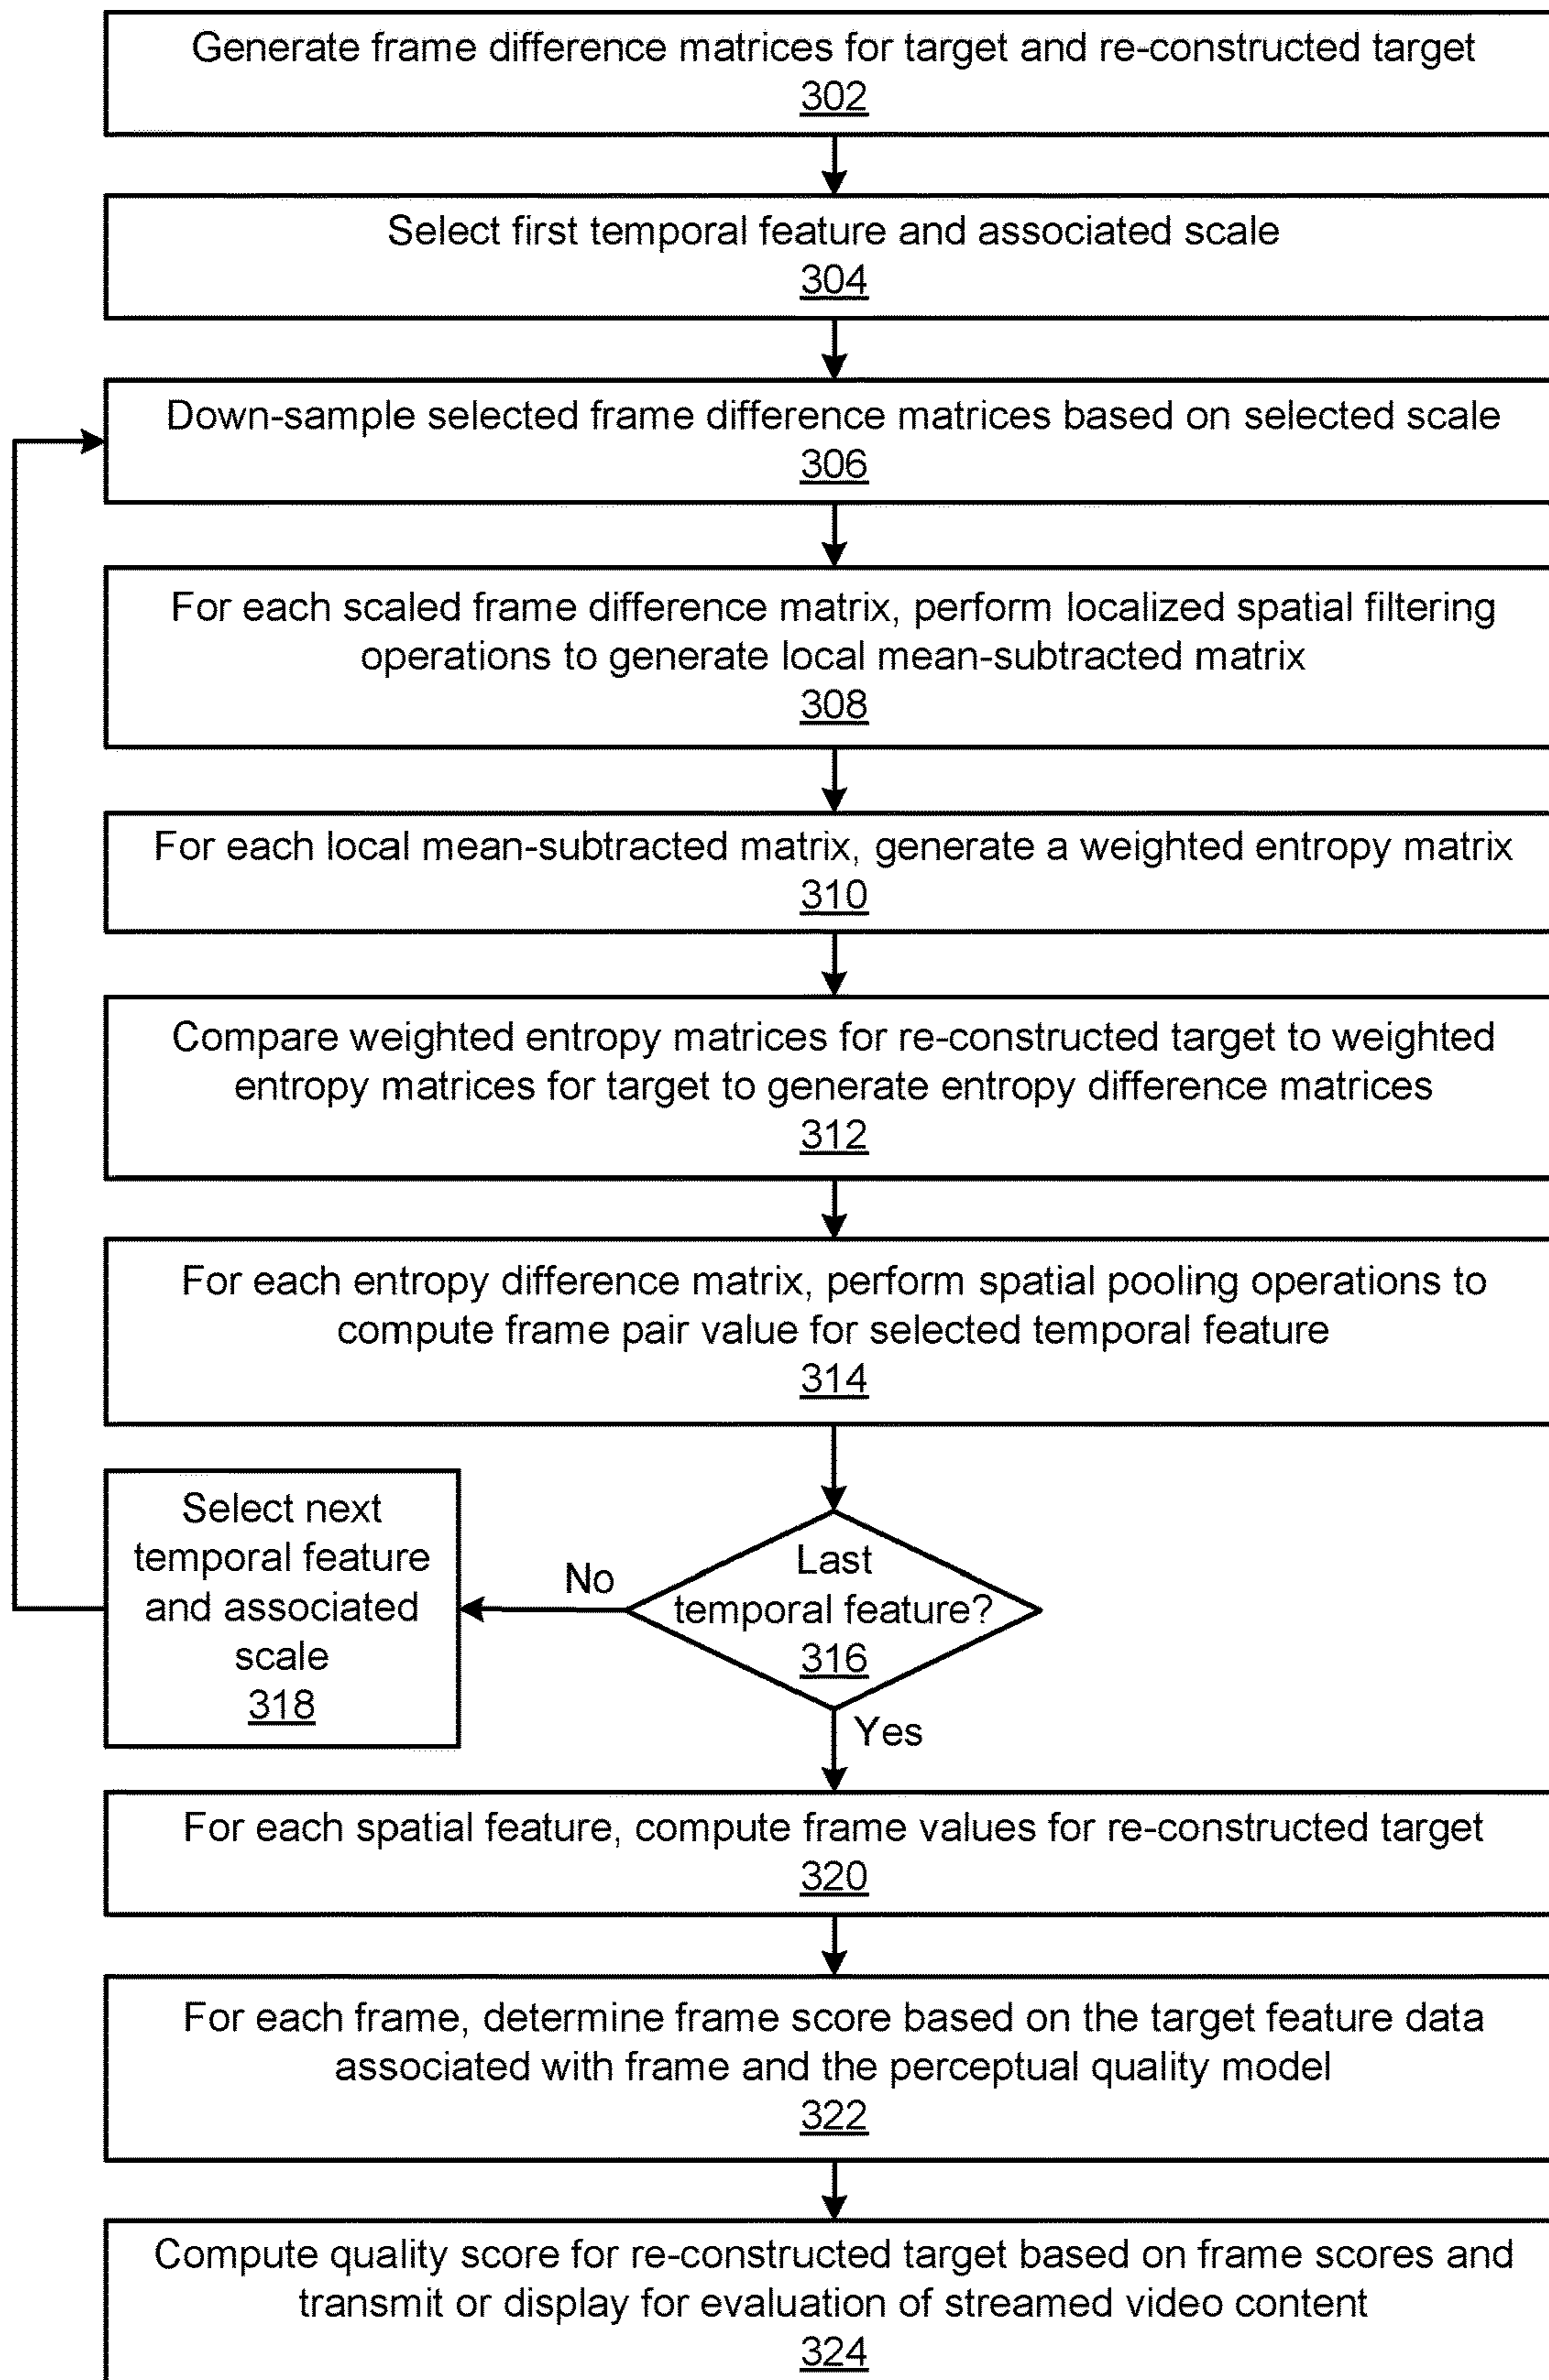 Generate frame difference matrices for target and re-constructed target
302
Select first temporal feature and associated scale
304
Down-sample selected frame difference matrices based on selected scale
306
For each scaled frame difference matrix, perform localized spatial filtering
operations to generate local mean-subtracted matrix
308
For each local mean-subtracted matrix, generate a weighted entropy matrix
310
Compare weighted entropy matrices for re-constructed target to weighted
entropy matrices for target to generate entropy difference matrices
312
For each entropy difference matrix, perform spatial pooling operations to
compute frame pair value for selected temporal feature
314
Last
temporal feature?
316
No
Select next
temporal feature
and associated
scale
318
Yes
For each spatial feature, compute frame values for re-constructed target
320
For each frame, determine frame score based on the target feature data
associated with frame and the perceptual quality model
322
Compute quality score for re-constructed target based on frame scores and
transmit or display for evaluation of streamed video content
324